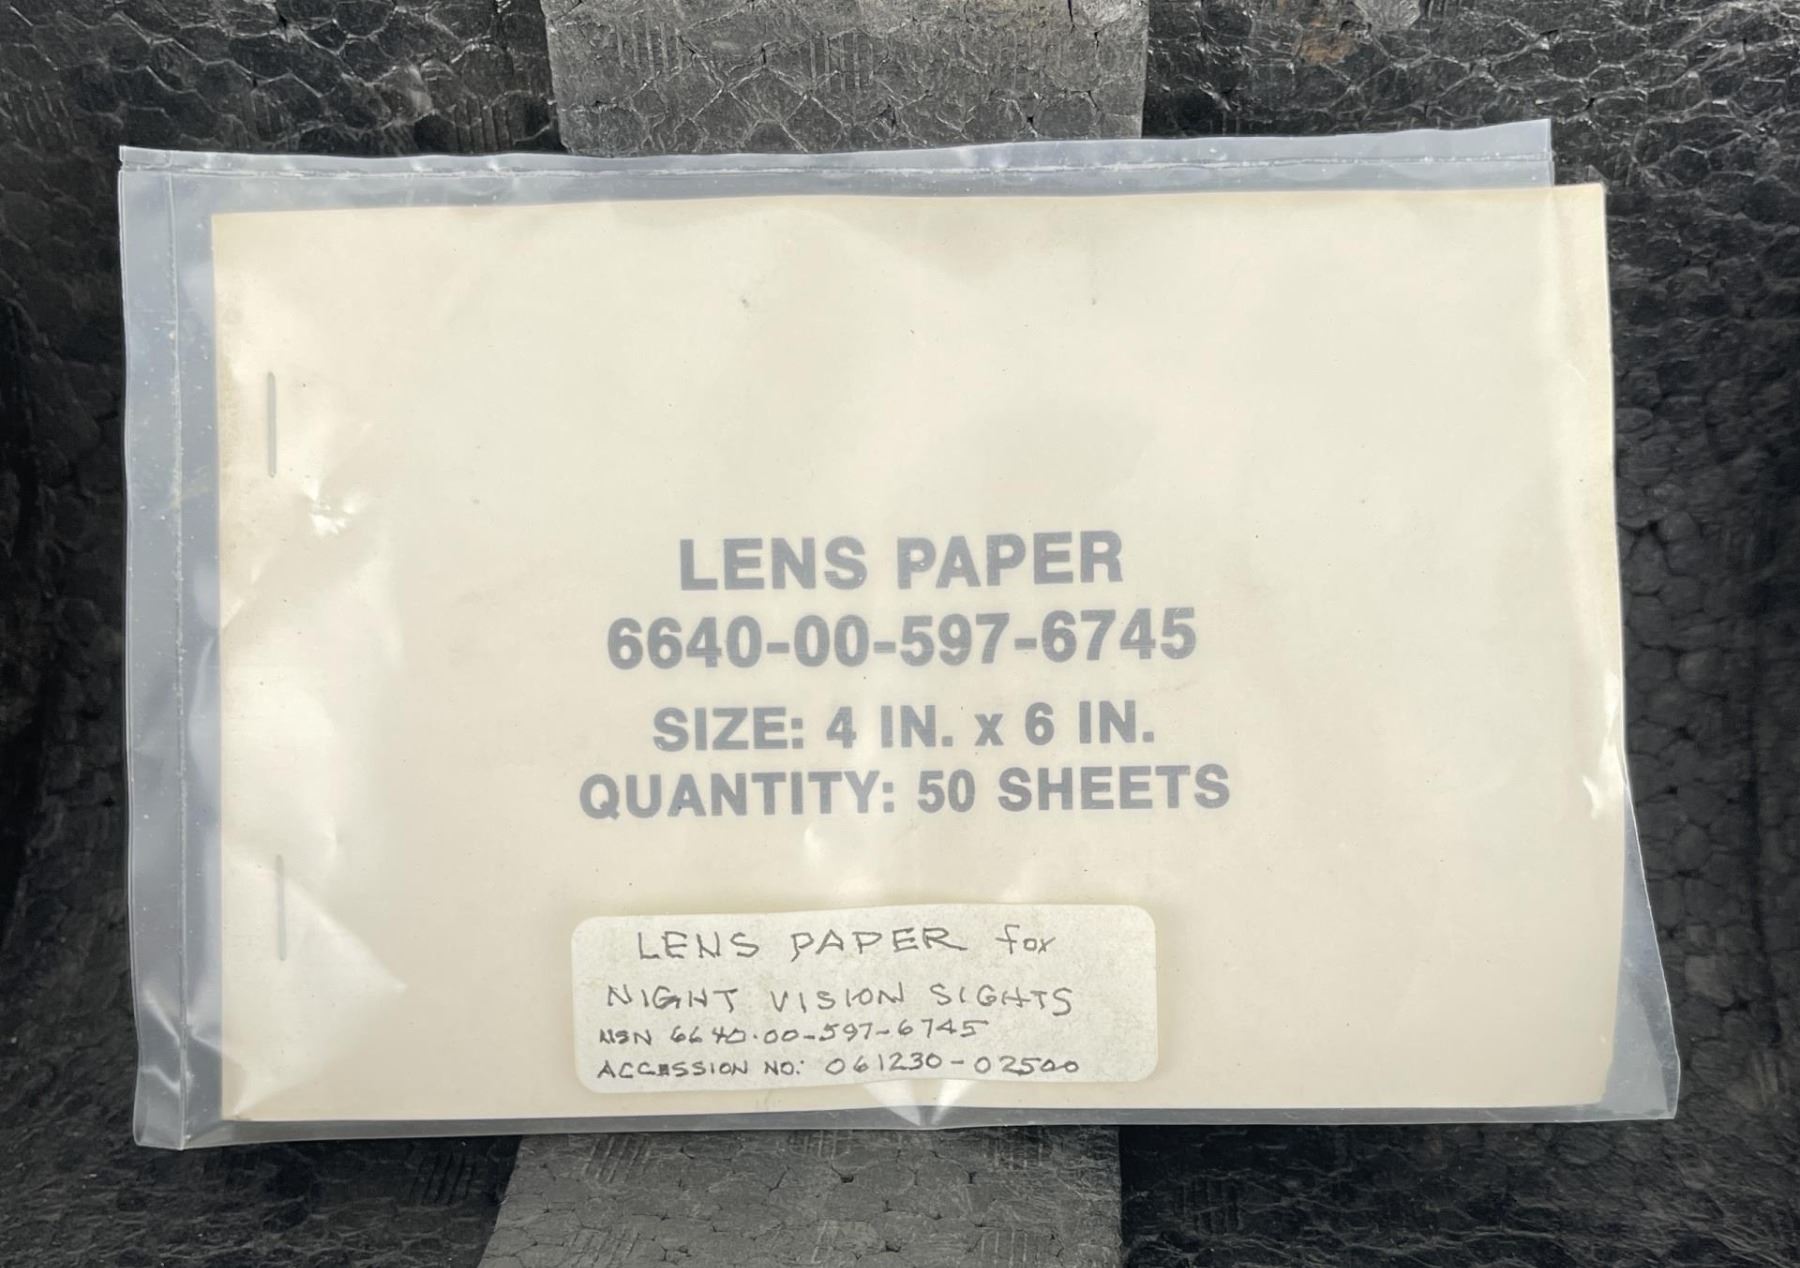 LENS PAPER
6640-00-597-6745
SIZE: 4 IN. x 6 IN.
QUANTITY: 50 SHEETS
LENS PAPER for
NIGHT VISION SIGHTS
NSN 6640-00-597-6745
ACCESSION NO: 061230-02500